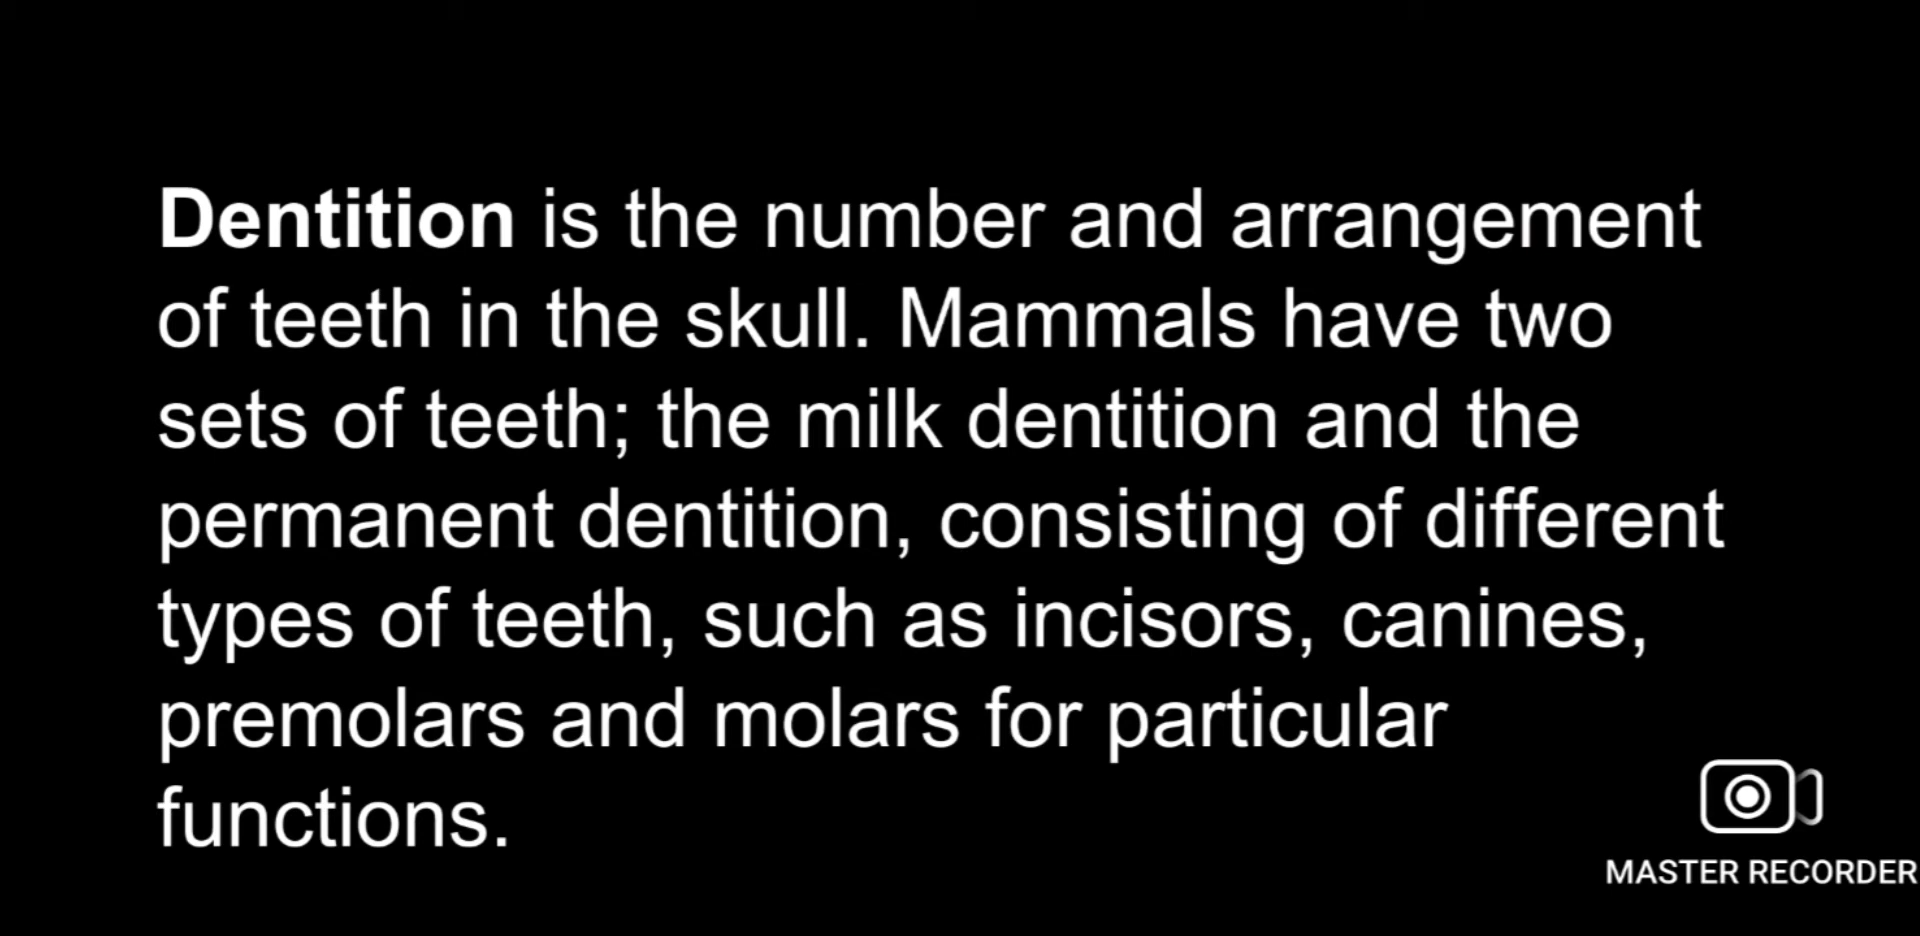 Dentition is the number and arrangement
of teeth in the skull. Mammals have two
sets of teeth; the milk dentition and the
permanent dentition, consisting of different
types of teeth, such as incisors, canines,
premolars and molars for particular
functions.
MASTER RECORDER